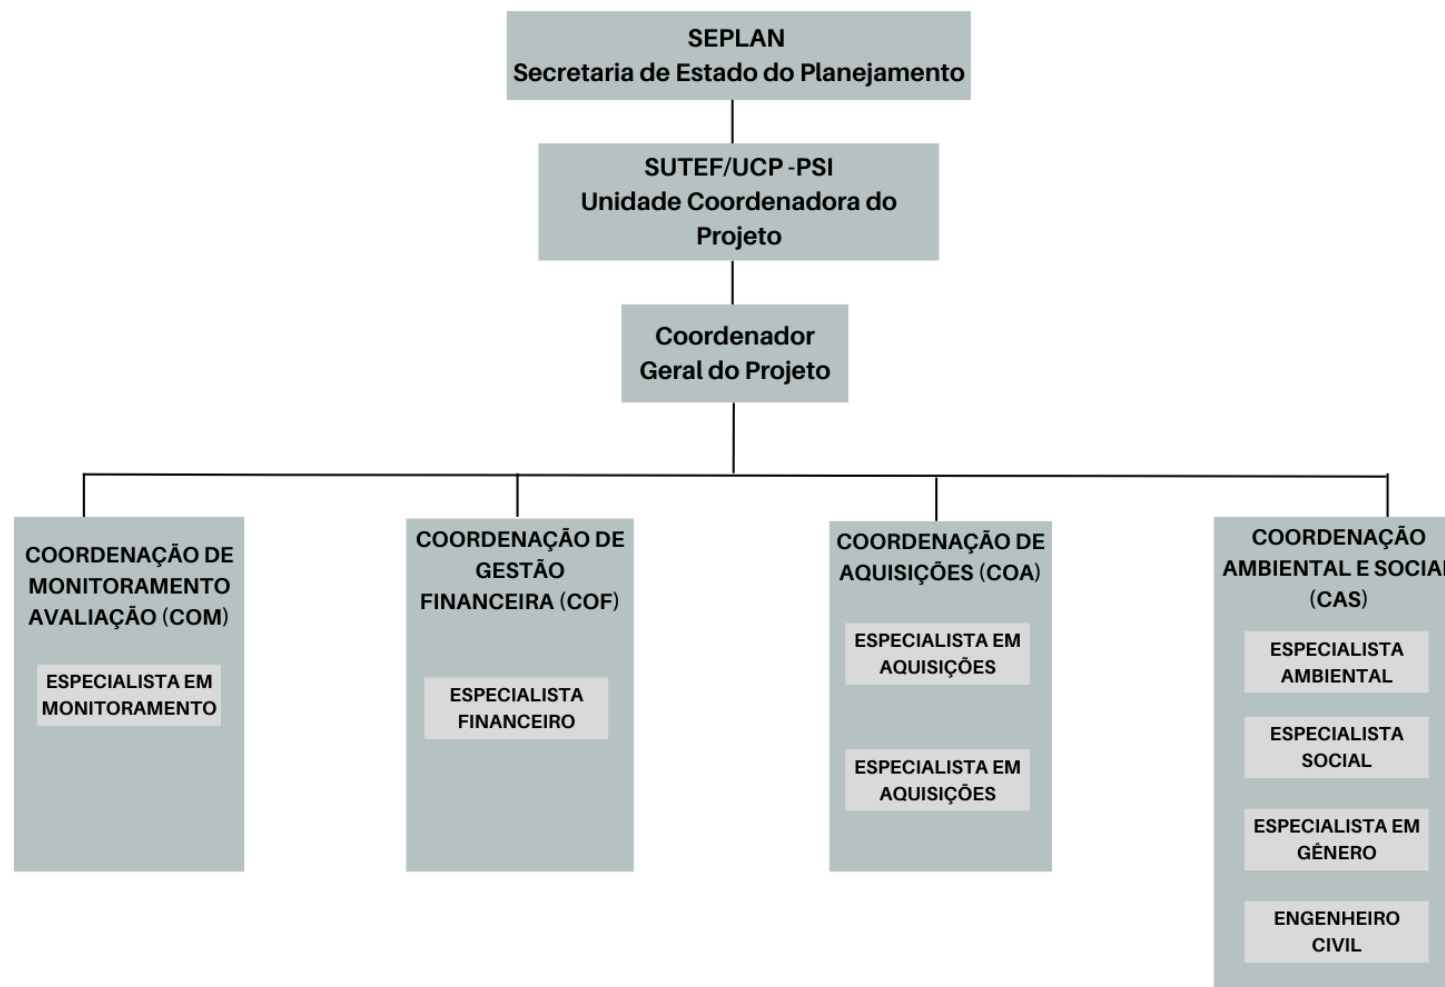 SEPLAN
Secretaria de Estado do Planejamento
SUTEF/UCP -PSI
Unidade Coordenadora do
Projeto
Coordenador
Geral do Projeto
COORDENAÇÃO DE
MONITORAMENTO
AVALIAÇÃO (COM)
ESPECIALISTA EM
MONITORAMENTO
COORDENAÇÃO DE
GESTÃO
FINANCEIRA (COF)
ESPECIALISTA
FINANCEIRO
COORDENAÇÃO DE
AQUISIÇÕES (COA)
ESPECIALISTA EM
AQUISIÇÕES
ESPECIALISTA EM
AQUISIÇÕES
COORDENAÇÃO
AMBIENTAL E SOCIAL
(CAS)
ESPECIALISTA
AMBIENTAL
ESPECIALISTA
SOCIAL
ESPECIALISTA EM
GÊNERO
ENGENHEIRO
CIVIL